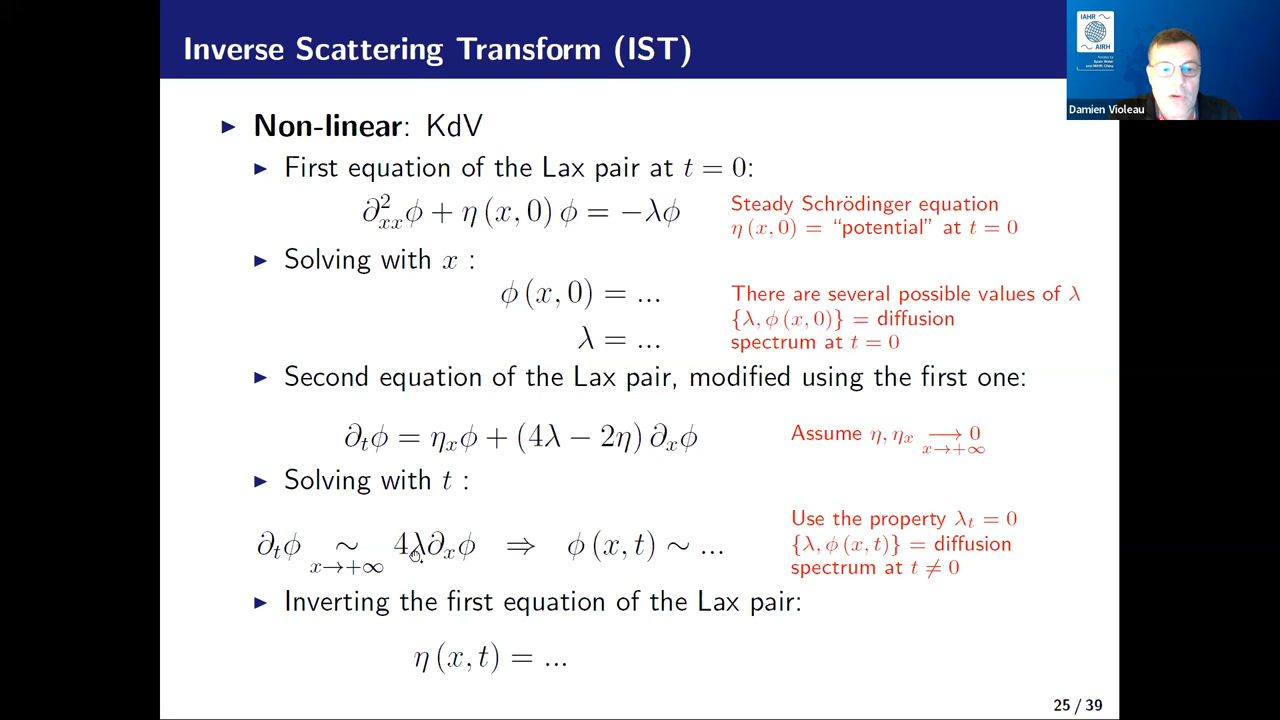 Inverse Scattering Transform (IST)
IAHR
AIRH
Damien Violeau
▶ Non-linear: KdV
▶ First equation of the Lax pair at t = 0:
∂²ₓₓϕ + η (x, 0) ϕ = −λϕ
Steady Schrödinger equation
η (x, 0) = “potential” at t = 0
▶ Solving with x :
ϕ (x, 0) = ...
λ = ...
There are several possible values of λ
{λ, ϕ (x, 0)} = diffusion
spectrum at t = 0
▶ Second equation of the Lax pair, modified using the first one:
∂ₜϕ = ηₓϕ + (4λ − 2η) ∂ₓϕ
Assume η, ηₓ ⟶ 0
x→+∞
▶ Solving with t :
∂ₜϕ ∼ 4λ∂ₓϕ ⇒ ϕ (x, t) ∼ ...
x→+∞
Use the property λₜ = 0
{λ, ϕ (x, t)} = diffusion
spectrum at t ≠ 0
▶ Inverting the first equation of the Lax pair:
η (x, t) = ...
25 / 39